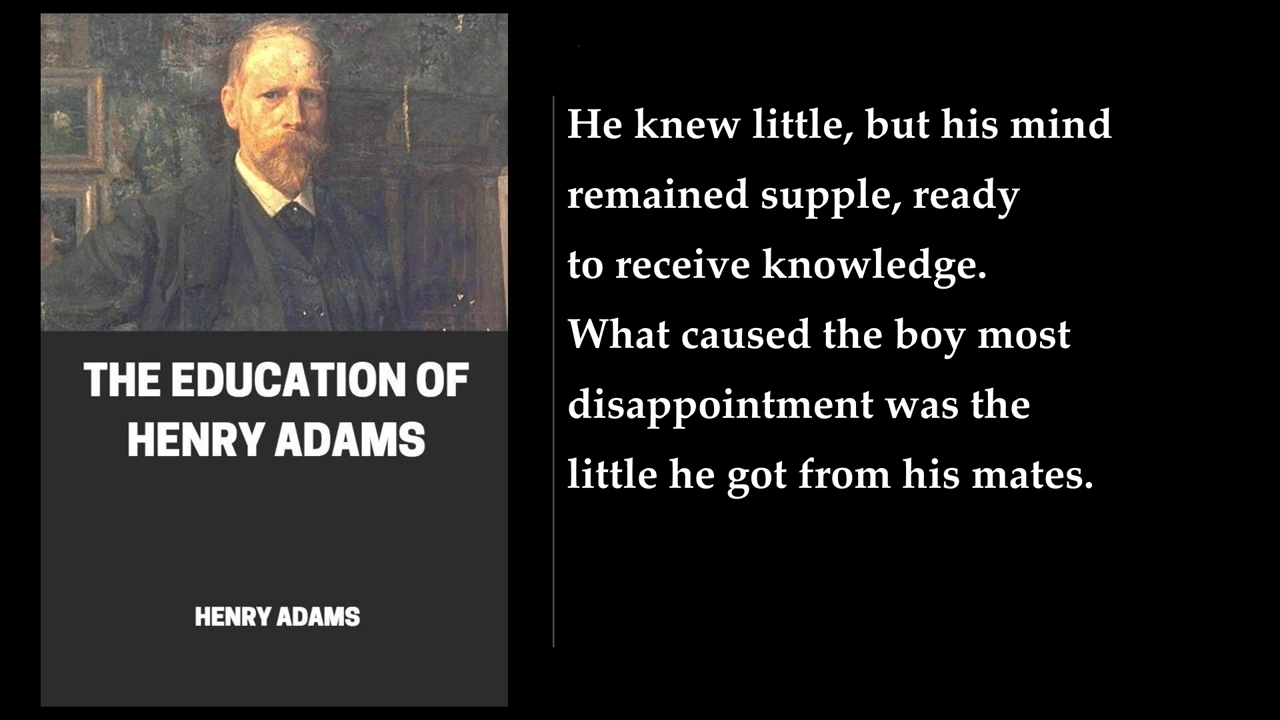 THE EDUCATION OF
HENRY ADAMS
HENRY ADAMS
He knew little, but his mind
remained supple, ready
to receive knowledge.
What caused the boy most
disappointment was the
little he got from his mates.